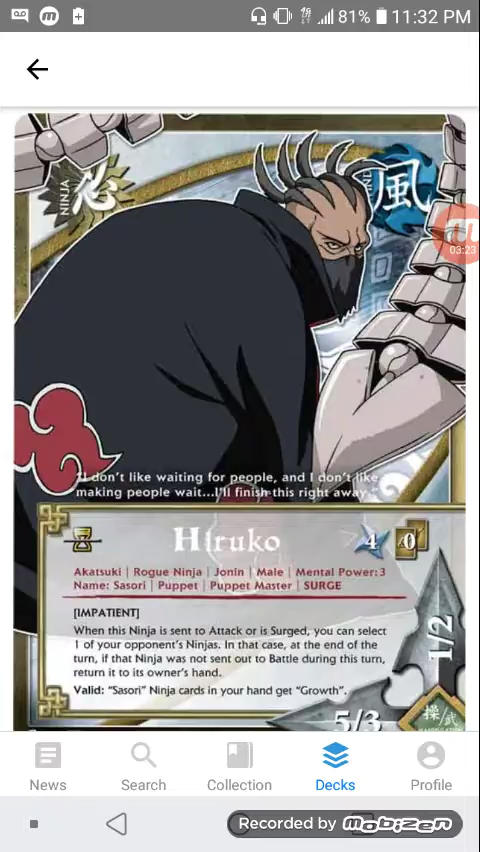 81% 11:32 PM
NINJA
忍
風
03:23
"I don't like waiting for people, and I don't like
making people wait...I'll finish this right away."
Hiruko
4
0
Akatsuki | Rogue Ninja | Jonin | Male | Mental Power: 3
Name: Sasori | Puppet | Puppet Master | SURGE
[IMPATIENT]
When this Ninja is sent to Attack or is Surged, you can select
1 of your opponent's Ninjas. In that case, at the end of the
turn, if that Ninja was not sent out to Battle during this turn,
return it to its owner's hand.
Valid: "Sasori" Ninja cards in your hand get "Growth".
1/2
5/3
操/武
News
Search
Collection
Decks
Profile
Recorded by Mobizen